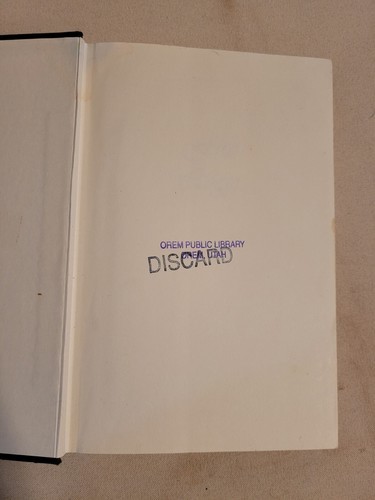 OREM PUBLIC LIBRARY
OREM, UTAH
DISCARD